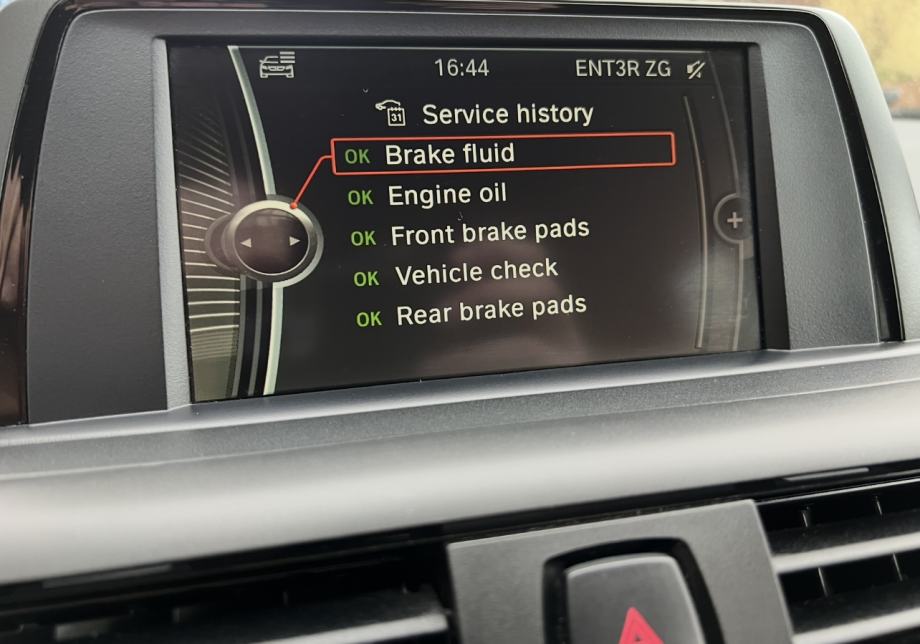 16:44 ENT3R ZG
31 Service history
OK Brake fluid
OK Engine oil
OK Front brake pads
OK Vehicle check
OK Rear brake pads